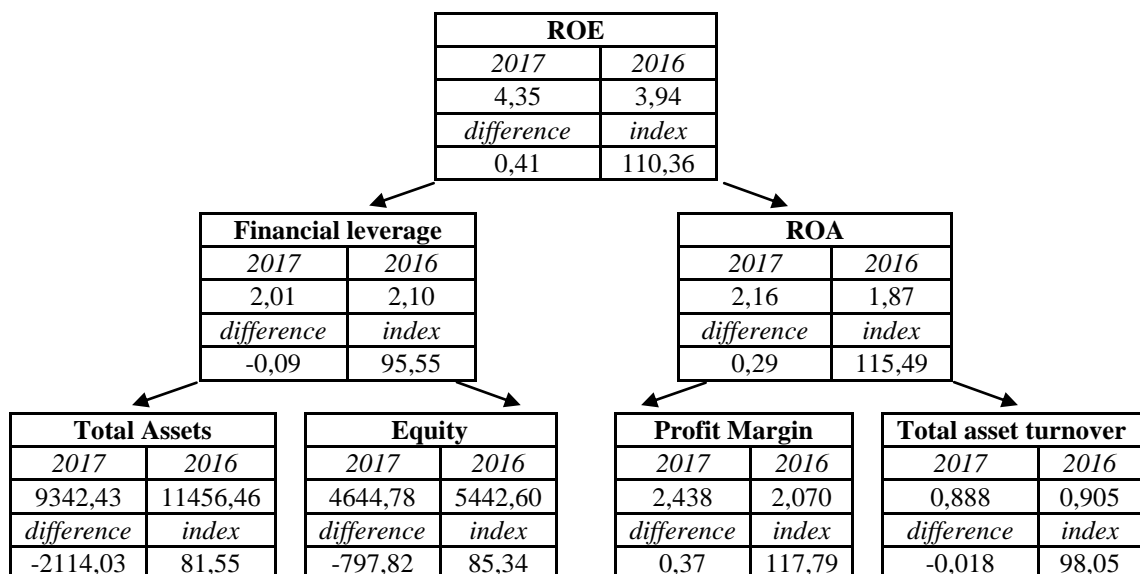 ROE
2017 2016
4,35 3,94
difference index
0,41 110,36
Financial leverage
2017 2016
2,01 2,10
difference index
-0,09 95,55
ROA
2017 2016
2,16 1,87
difference index
0,29 115,49
Total Assets
2017 2016
9342,43 11456,46
difference index
-2114,03 81,55
Equity
2017 2016
4644,78 5442,60
difference index
-797,82 85,34
Profit Margin
2017 2016
2,438 2,070
difference index
0,37 117,79
Total asset turnover
2017 2016
0,888 0,905
difference index
-0,018 98,05